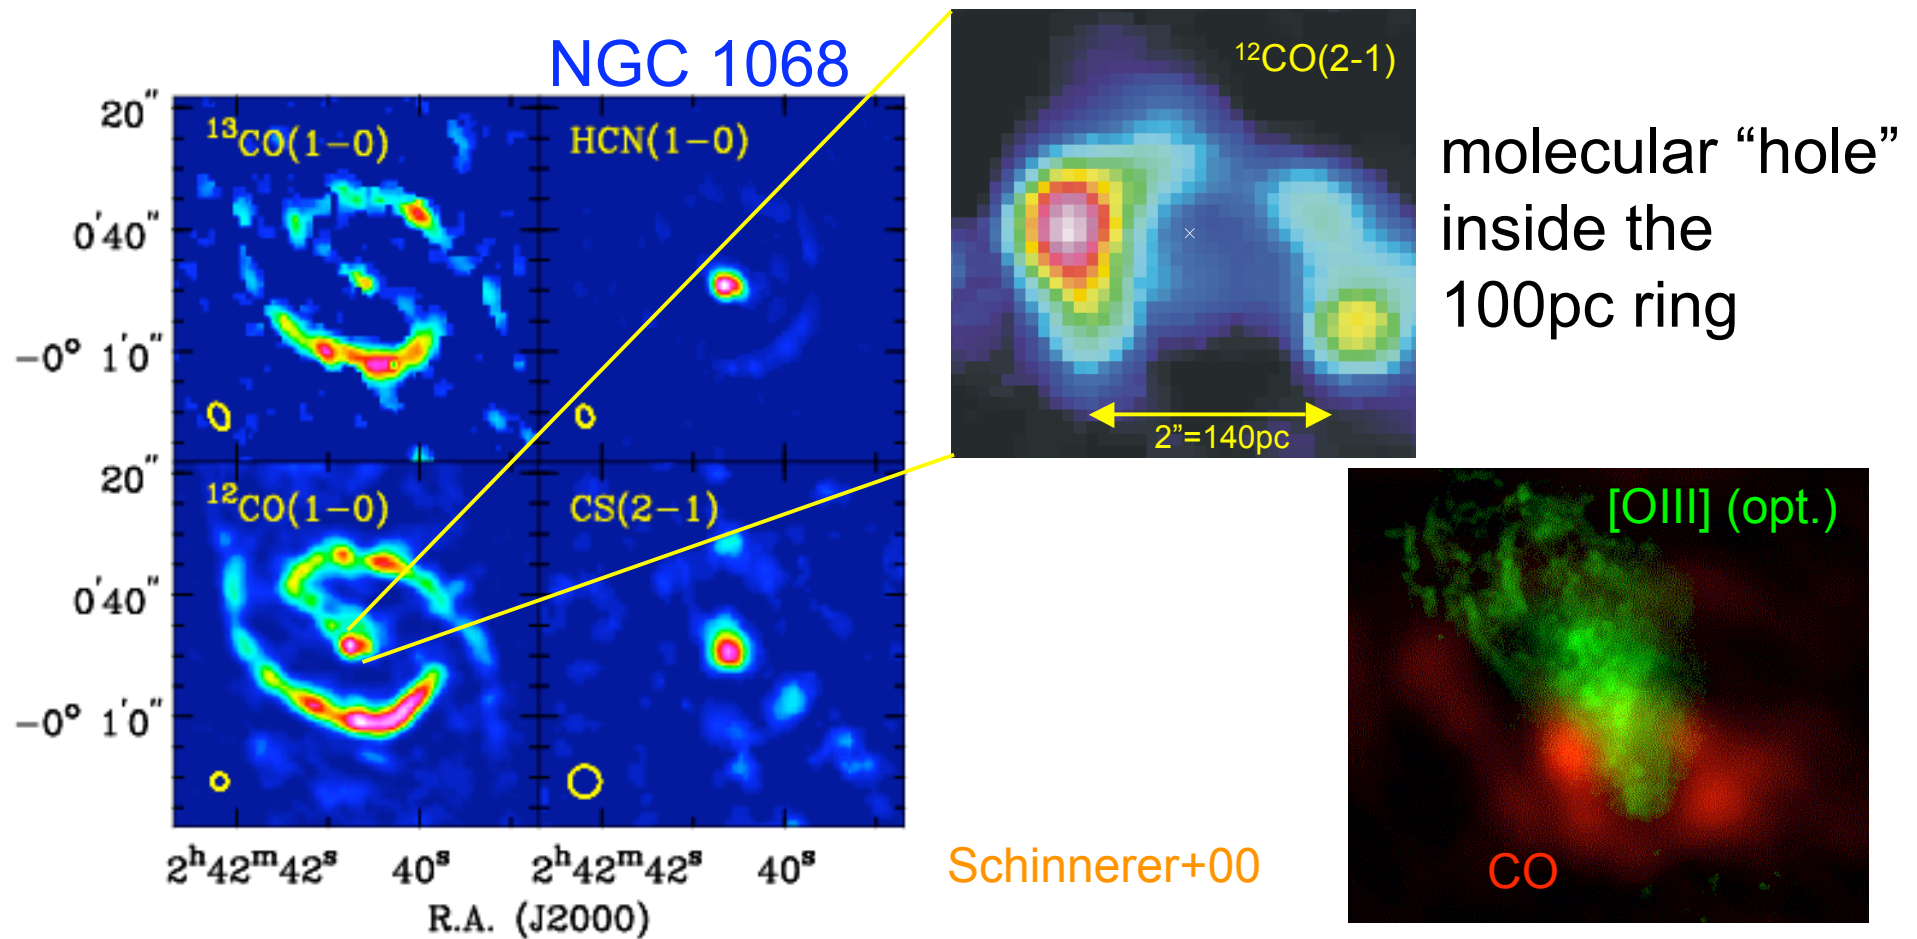 NGC 1068
¹³CO(1−0)
HCN(1−0)
¹²CO(1−0)
CS(2−1)
20″
0′40″
−0° 1′0″
20″
0′40″
−0° 1′0″
2ʰ42ᵐ42ˢ
40ˢ
2ʰ42ᵐ42ˢ
40ˢ
R.A. (J2000)
¹²CO(2-1)
2”=140pc
molecular “hole”
inside the
100pc ring
[OIII] (opt.)
CO
Schinnerer+00